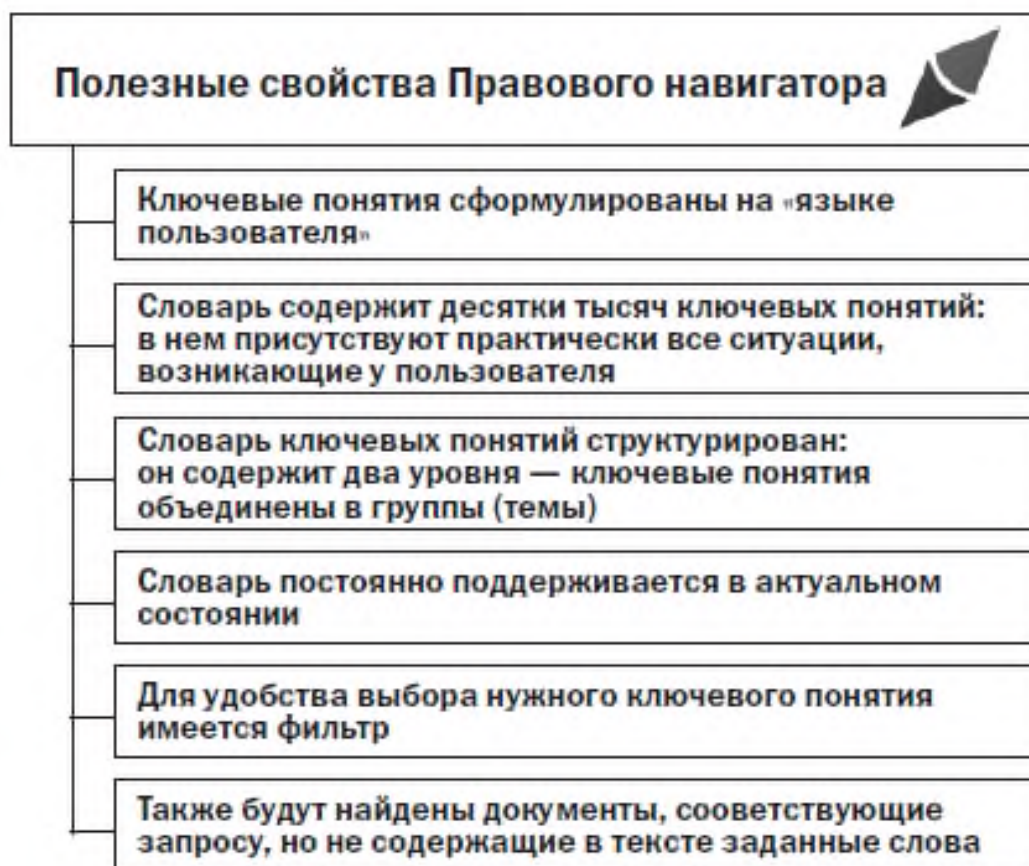 Полезные свойства Правового навигатора
Ключевые понятия сформулированы на «языке
пользователя»
Словарь содержит десятки тысяч ключевых понятий:
в нем присутствуют практически все ситуации,
возникающие у пользователя
Словарь ключевых понятий структурирован:
он содержит два уровня — ключевые понятия
объединены в группы (темы)
Словарь постоянно поддерживается в актуальном
состоянии
Для удобства выбора нужного ключевого понятия
имеется фильтр
Также будут найдены документы, сооветствующие
запросу, но не содержащие в тексте заданные слова